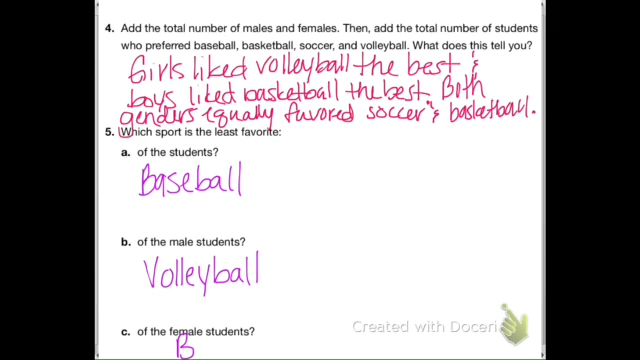 4. Add the total number of males and females. Then, add the total number of students
who preferred baseball, basketball, soccer, and volleyball. What does this tell you?
Girls liked volleyball the best &
boys liked basketball the best. Both
genders equally favored soccer & basketball.
5. Which sport is the least favorite:
a. of the students?
Baseball
b. of the male students?
Volleyball
c. of the female students?
B
Created with Doceri